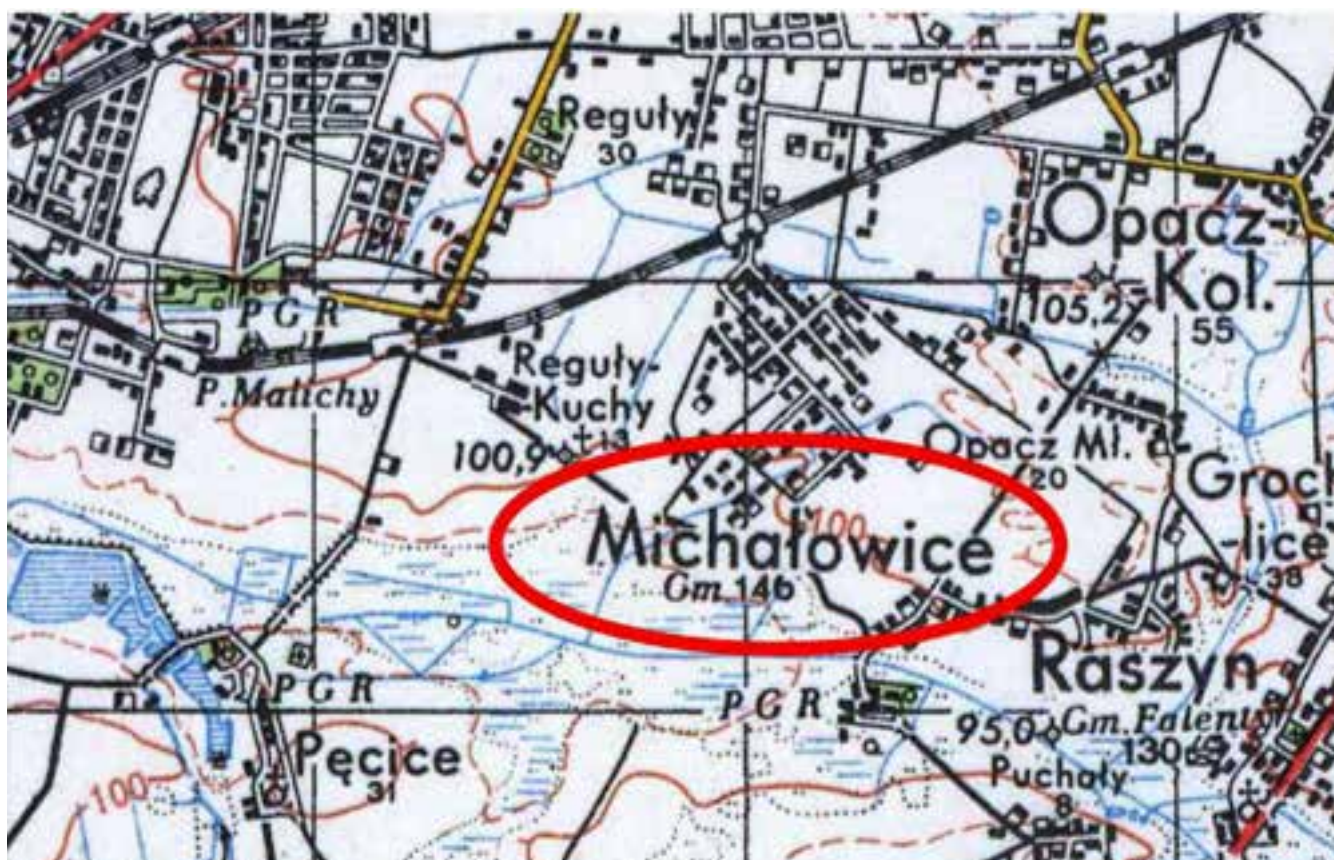 Reguły
30
Opacz-
Kol.
55
105,2
PGR
P. Malichy
Reguły-
-Kuchy
13
100,9
Opacz Mł.
20
Groch
-lice
38
100
Michałowice
Gm. 146
Raszyn
Gm. Falenty
130
95,0
PGR
PGR
Pęcice
31
Puchały
8
100